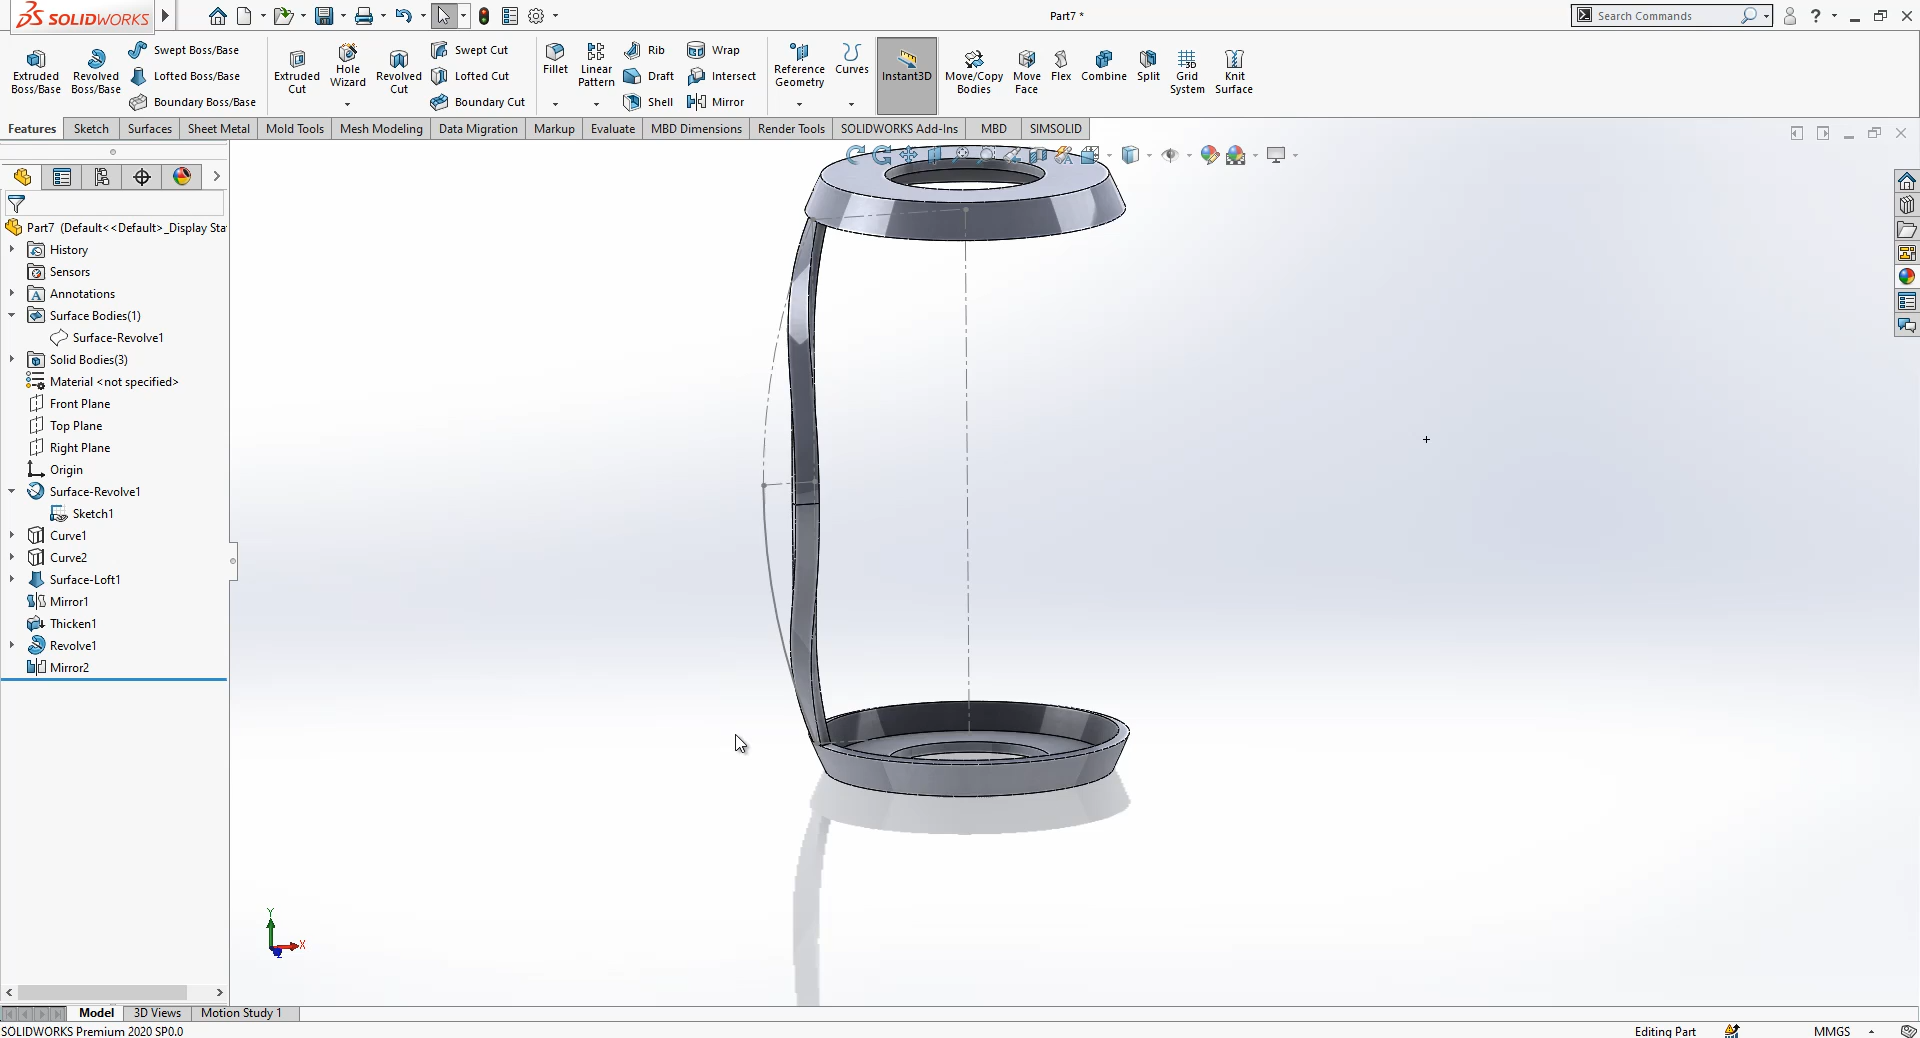 SOLIDWORKS
Part7 *
Search Commands
?
Extruded Boss/Base
Revolved Boss/Base
Swept Boss/Base
Lofted Boss/Base
Boundary Boss/Base
Extruded Cut
Hole Wizard
Revolved Cut
Swept Cut
Lofted Cut
Boundary Cut
Fillet
Linear Pattern
Rib
Draft
Shell
Wrap
Intersect
Mirror
Reference Geometry
Curves
Instant3D
Move/Copy Bodies
Move Face
Flex
Combine
Split
Grid System
Knit Surface
Features
Sketch
Surfaces
Sheet Metal
Mold Tools
Mesh Modeling
Data Migration
Markup
Evaluate
MBD Dimensions
Render Tools
SOLIDWORKS Add-Ins
MBD
SIMSOLID
Part7 (Default<<Default>_Display Sta
History
Sensors
Annotations
Surface Bodies(1)
Surface-Revolve1
Solid Bodies(3)
Material <not specified>
Front Plane
Top Plane
Right Plane
Origin
Surface-Revolve1
Sketch1
Curve1
Curve2
Surface-Loft1
Mirror1
Thicken1
Revolve1
Mirror2
Y
X
Z
Model
3D Views
Motion Study 1
SOLIDWORKS Premium 2020 SP0.0
Editing Part
MMGS